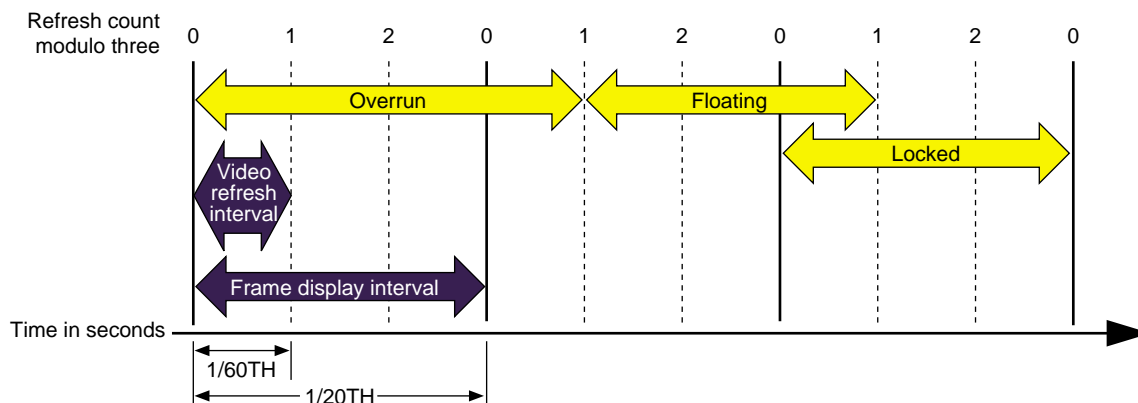 Refresh count
modulo three
0 1 2 0 1 2 0 1 2 0
Overrun
Floating
Locked
Video
refresh
interval
Frame display interval
Time in seconds
1/60TH
1/20TH